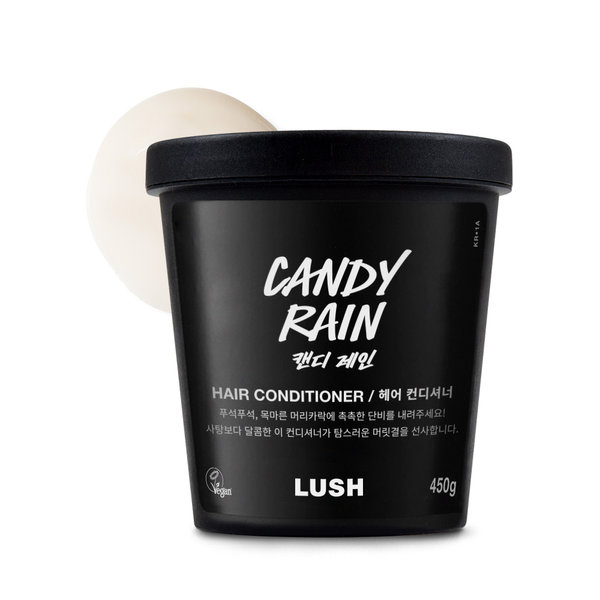 KR+1A
CANDY
RAIN
캔디 레인
HAIR CONDITIONER / 헤어 컨디셔너
푸석푸석, 목마른 머리카락에 촉촉한 단비를 내려주세요!
사탕보다 달콤한 이 컨디셔너가 탐스러운 머릿결을 선사합니다.
Vegan
LUSH
450g